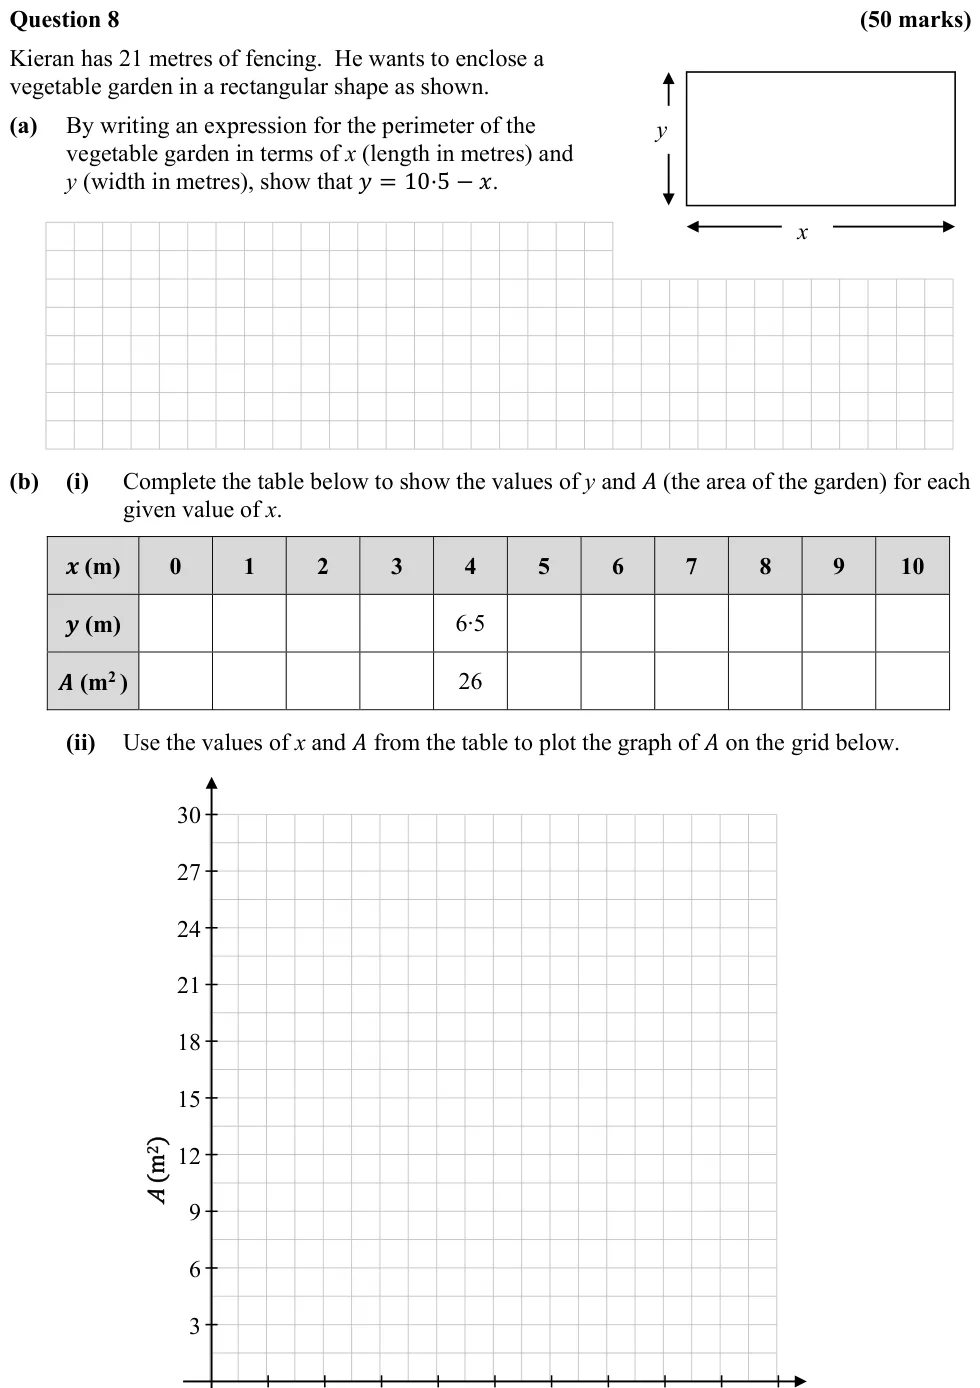 Question 8 (50 marks)
Kieran has 21 metres of fencing. He wants to enclose a
vegetable garden in a rectangular shape as shown.
(a) By writing an expression for the perimeter of the
vegetable garden in terms of x (length in metres) and
y (width in metres), show that y = 10·5 − x.
y
x
(b) (i) Complete the table below to show the values of y and A (the area of the garden) for each
given value of x.
x (m) 0 1 2 3 4 5 6 7 8 9 10
y (m) 6·5
A (m²) 26
(ii) Use the values of x and A from the table to plot the graph of A on the grid below.
30
27
24
21
18
15
12
9
6
3
A (m²)